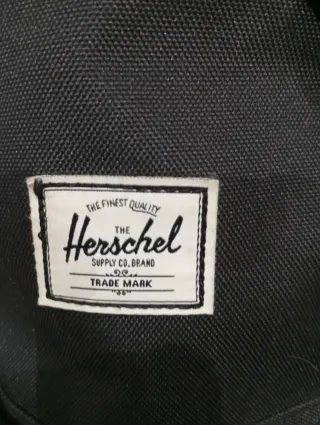 THE FINEST QUALITY
THE
Herschel
SUPPLY CO. BRAND
TRADE MARK